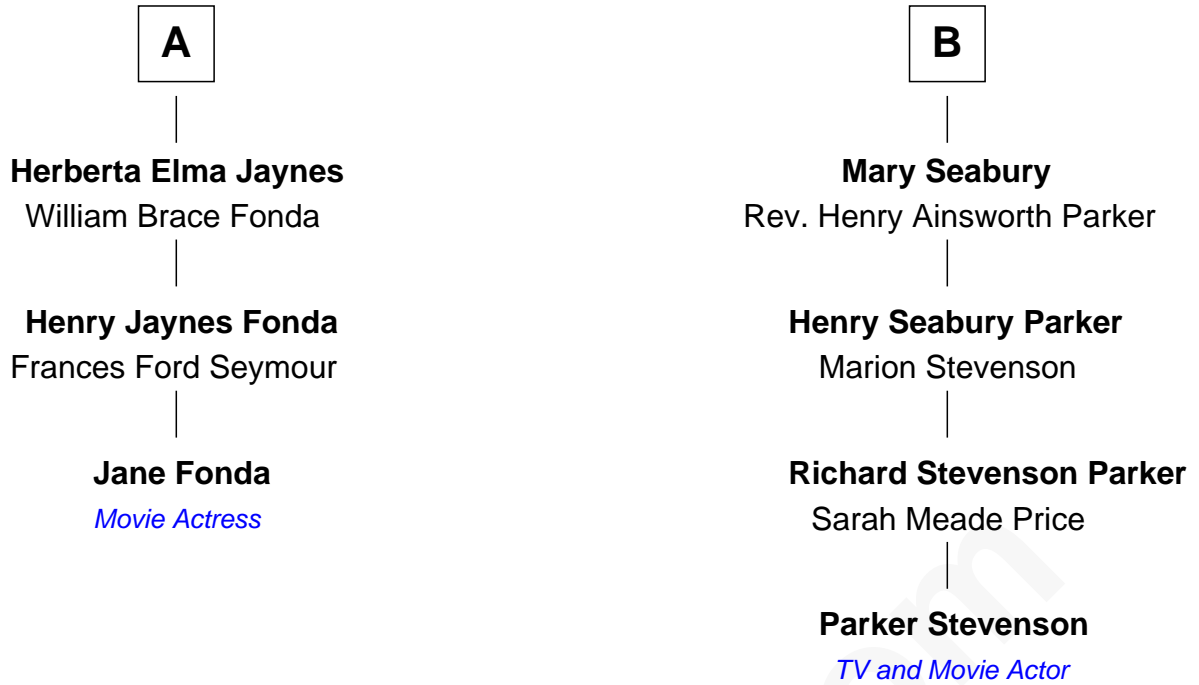 A
Herberta Elma Jaynes
William Brace Fonda
Henry Jaynes Fonda
Frances Ford Seymour
Jane Fonda
Movie Actress
B
Mary Seabury
Rev. Henry Ainsworth Parker
Henry Seabury Parker
Marion Stevenson
Richard Stevenson Parker
Sarah Meade Price
Parker Stevenson
TV and Movie Actor